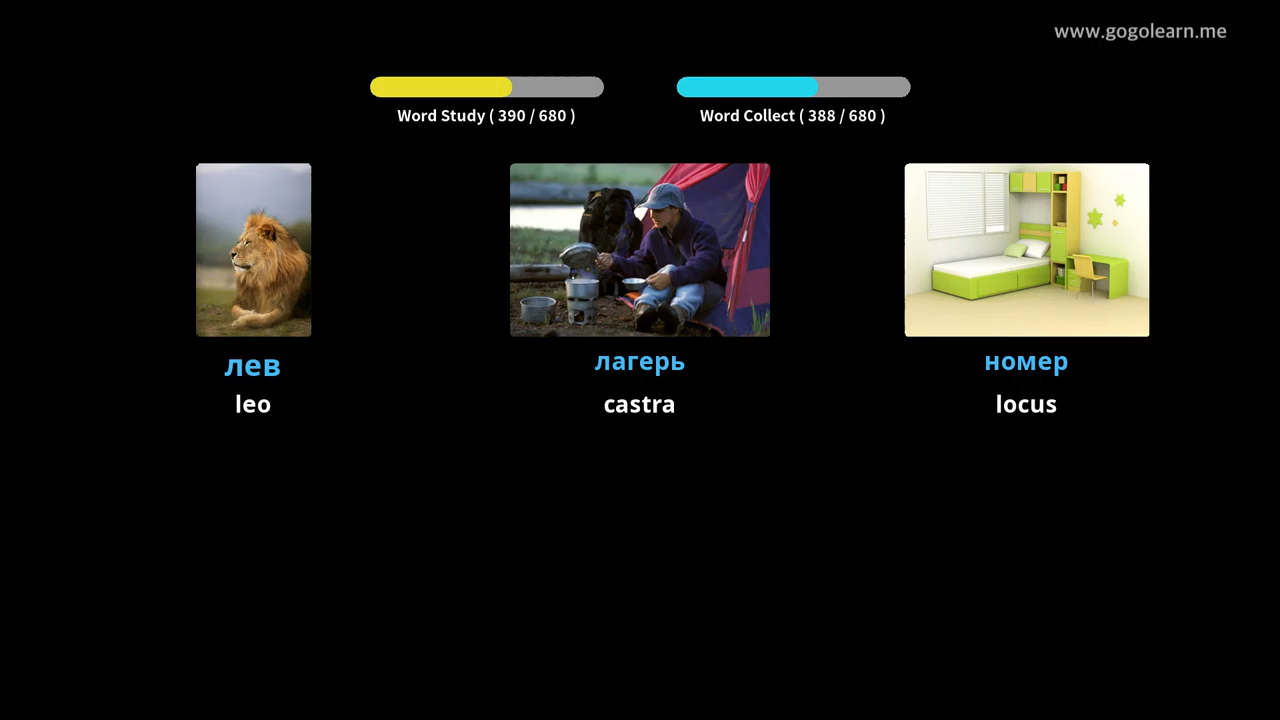 www.gogolearn.me
Word Study ( 390 / 680 )
Word Collect ( 388 / 680 )
лев
лагерь
номер
leo
castra
locus